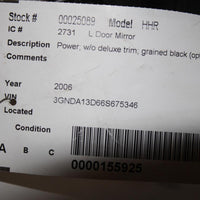 STOCK # 00025089 Model HHR
IC # 2731 L Door Mirror
Description Power, w/o deluxe trim; grained black (op
Comments
Year 2006
VIN 3GNDA13D66S675346
Located
Condition
A B C
0000155925